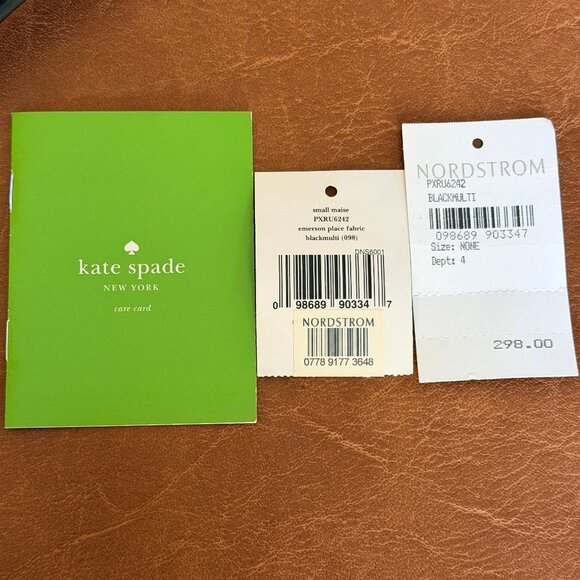 kate spade
NEW YORK
care card
small maise
PXRU6242
emerson place fabric
blackmulti (098)
DNS6001
0 98689 90334 7
NORDSTROM
0778 9177 3648
NORDSTROM
PXRU6242
BLACKMULTI
098689 903347
Size: NONE
Dept: 4
298.00